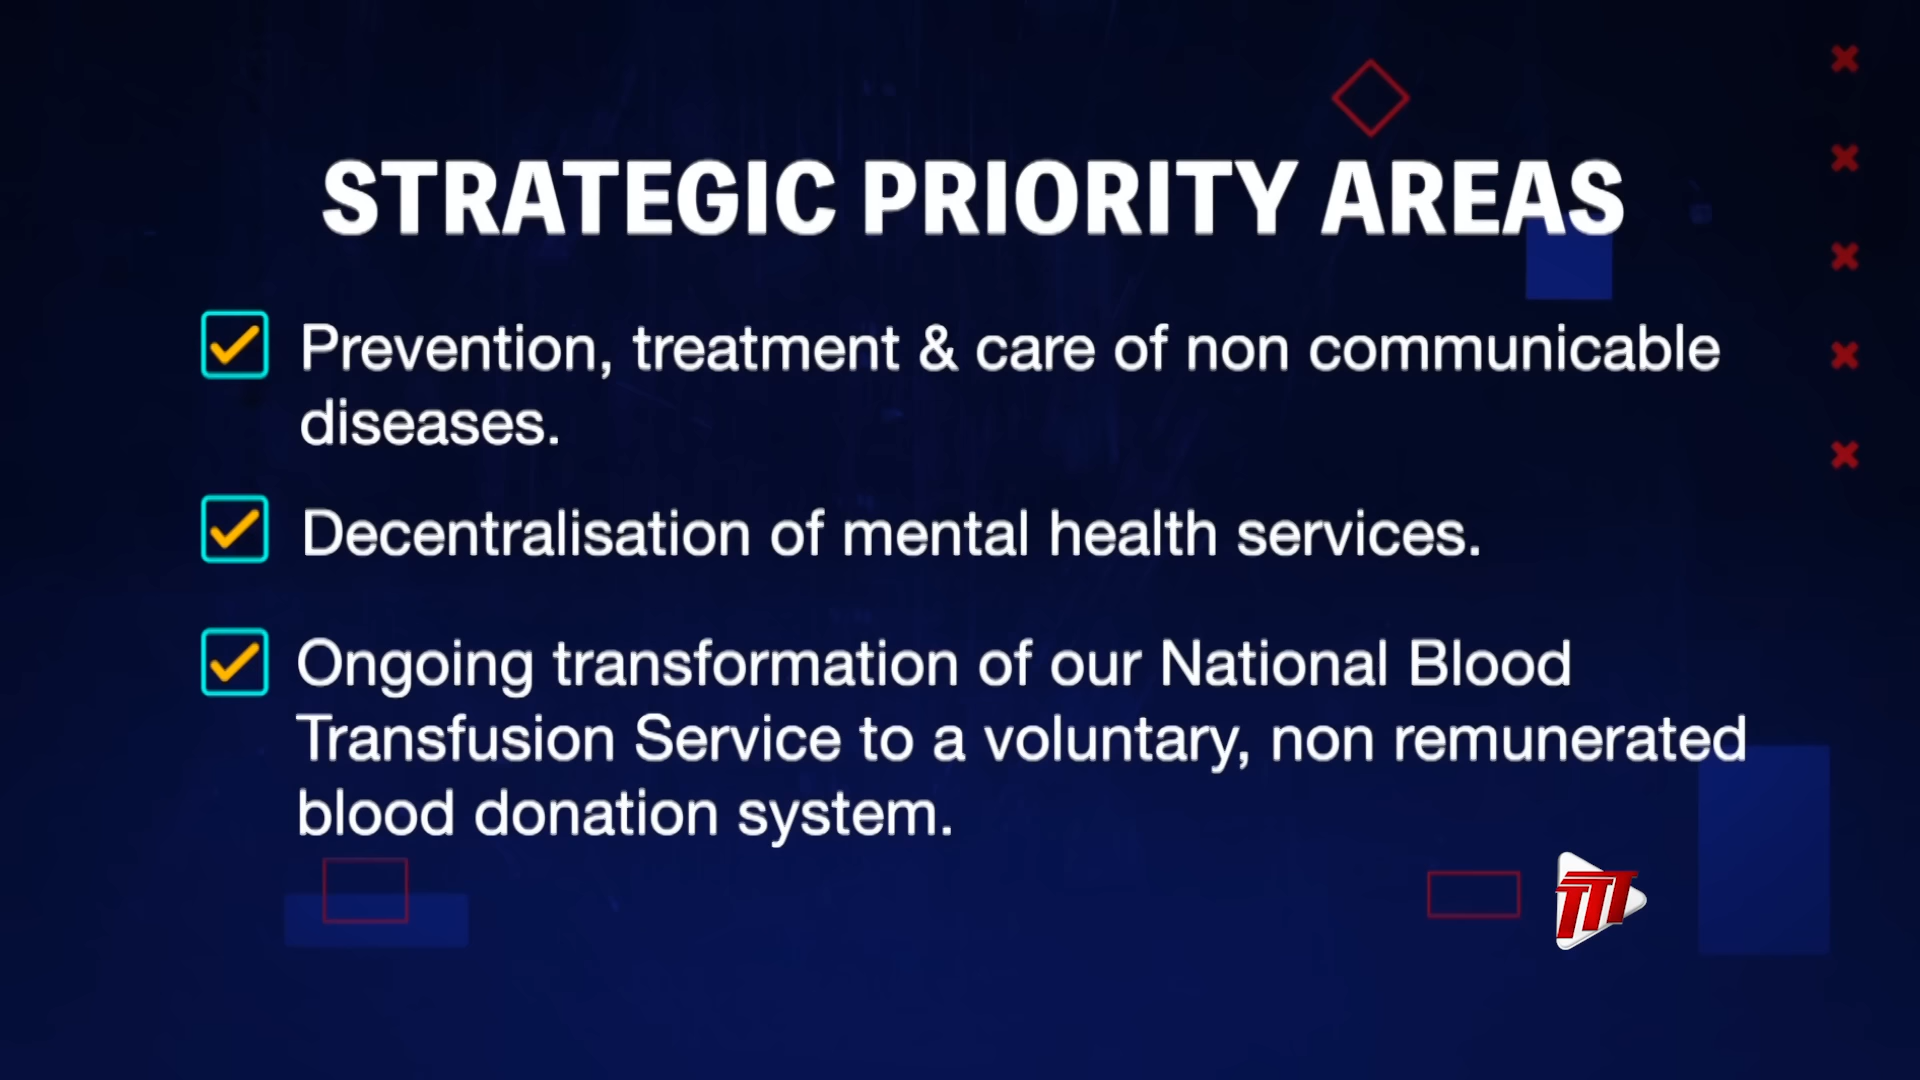 STRATEGIC PRIORITY AREAS
Prevention, treatment & care of non communicable
diseases.
Decentralisation of mental health services.
Ongoing transformation of our National Blood
Transfusion Service to a voluntary, non remunerated
blood donation system.
TTT